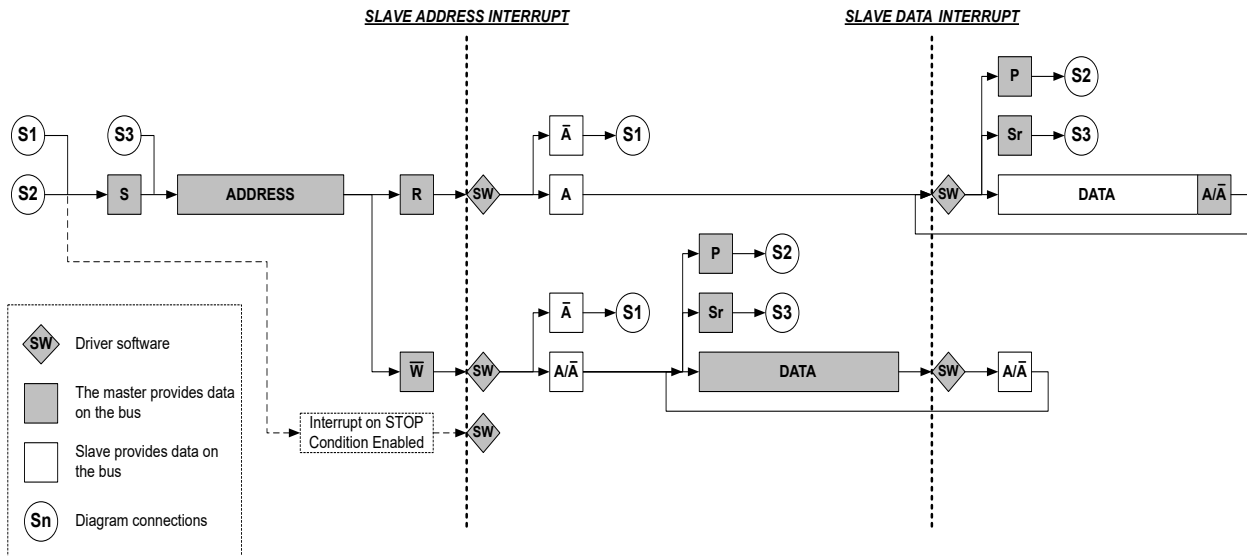 SLAVE ADDRESS INTERRUPT
SLAVE DATA INTERRUPT
P
S2
S1
S3
A̅
S1
Sr
S3
S2
S
ADDRESS
R
SW
A
SW
DATA
A/A̅
P
S2
A̅
S1
Sr
S3
W̅
SW
A/A̅
DATA
SW
A/A̅
Interrupt on STOP
Condition Enabled
SW
SW
Driver software
The master provides data
on the bus
Slave provides data on
the bus
Sn
Diagram connections